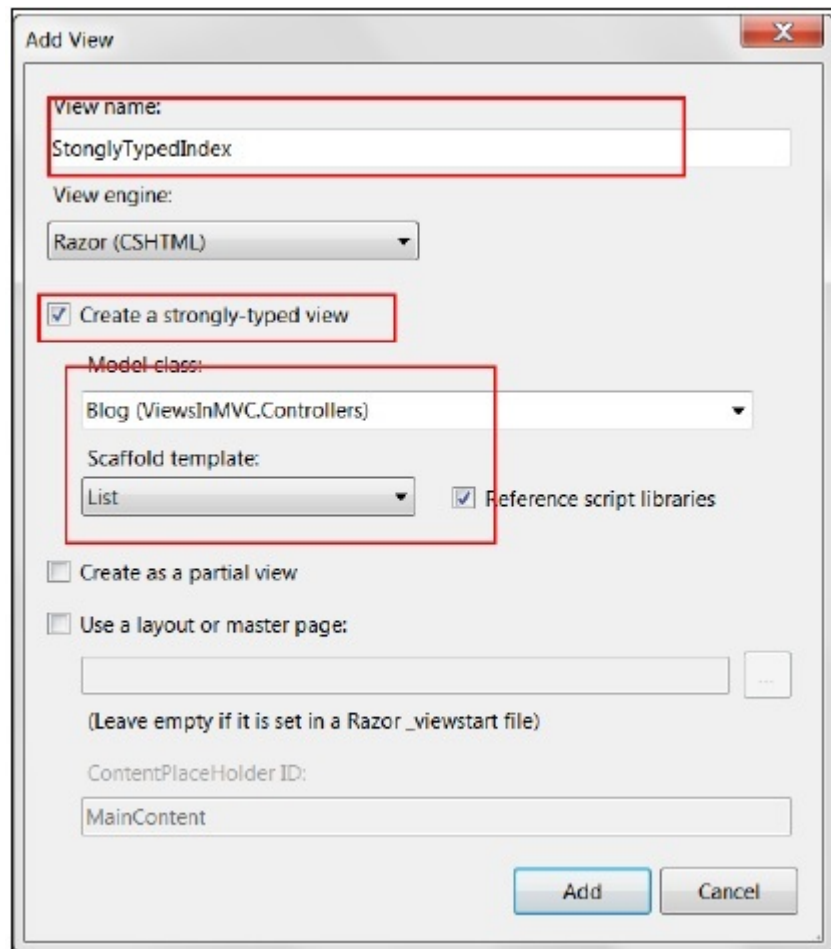 Add View
View name:
StonglyTypedIndex
View engine:
Razor (CSHTML)
Create a strongly-typed view
Model class:
Blog (ViewsInMVC.Controllers)
Scaffold template:
List
Reference script libraries
Create as a partial view
Use a layout or master page:
...
(Leave empty if it is set in a Razor _viewstart file)
ContentPlaceHolder ID:
MainContent
Add Cancel